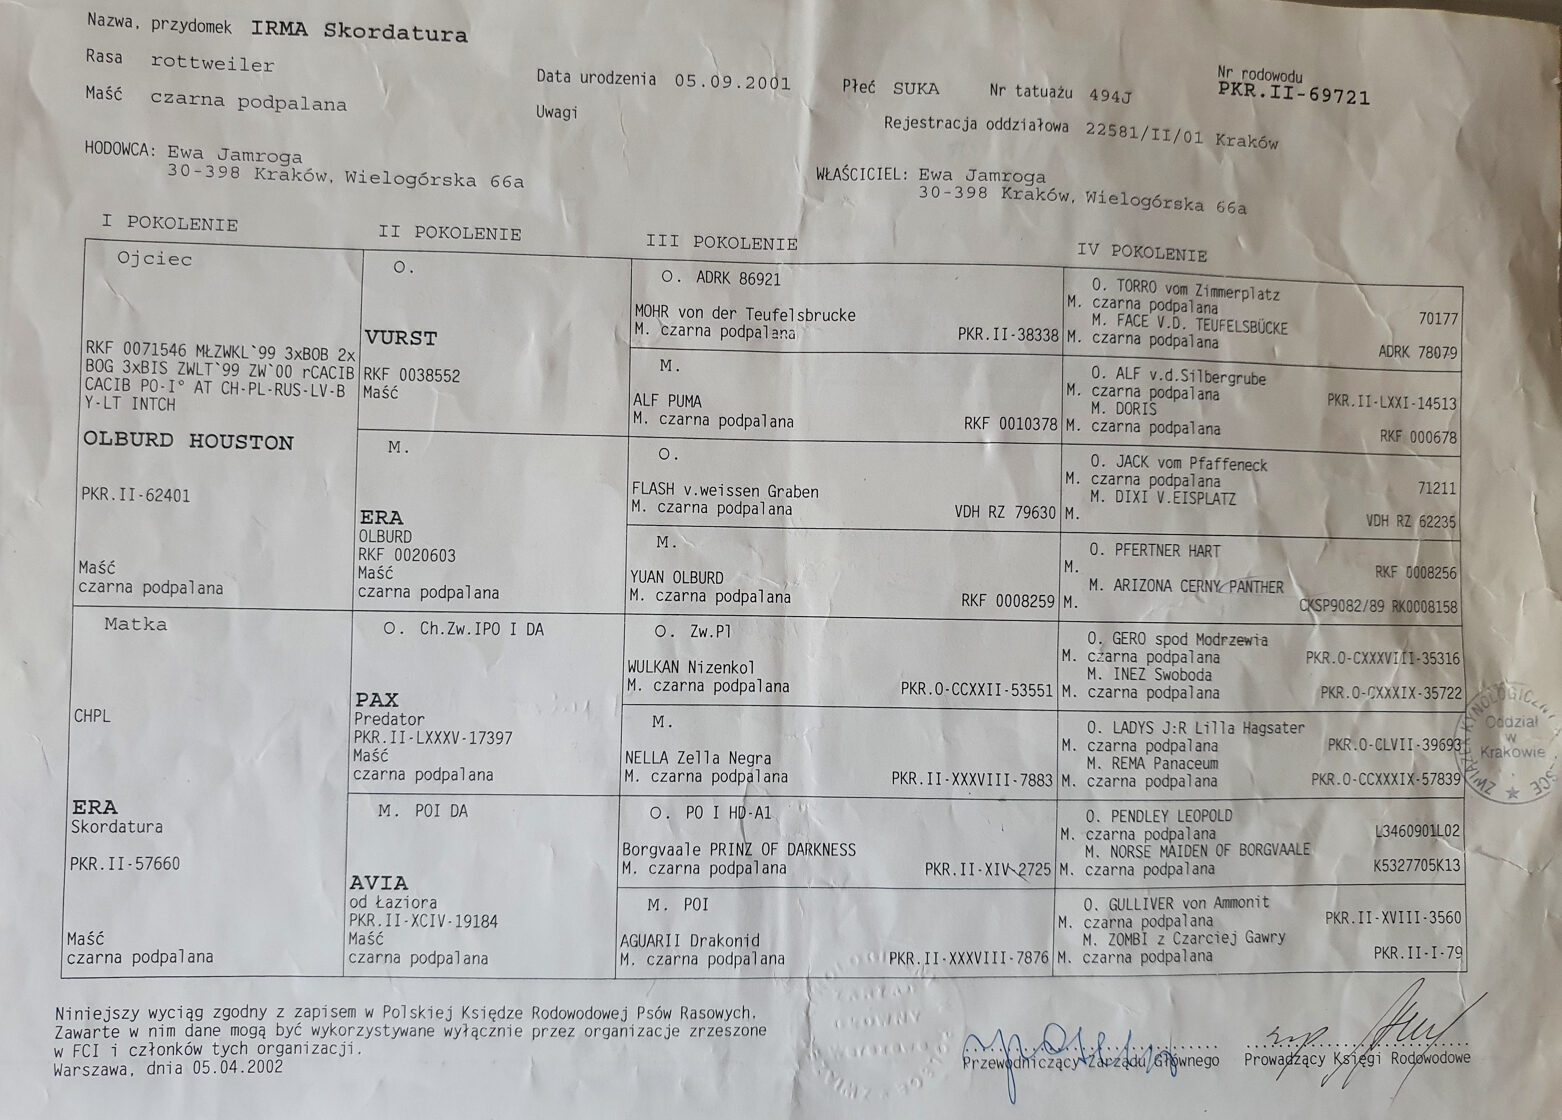 Nazwa, przydomek IRMA Skordatura
Rasa rottweiler
Maść czarna podpalana
Data urodzenia 05.09.2001
Uwagi
Płeć SUKA
Nr tatuażu 494J
Nr rodowodu
PKR.II-69721
Rejestracja oddziałowa 22581/II/01 Kraków
HODOWCA: Ewa Jamroga
30-398 Kraków, Wielogórska 66a
WŁAŚCICIEL: Ewa Jamroga
30-398 Kraków, Wielogórska 66a
I POKOLENIE
Ojciec
RKF 0071546 MŁZWKL`99 3xBOB 2x
BOG 3xBIS ZWLT`99 ZW`00 rCACIB
CACIB PO-I° AT CH-PL-RUS-LV-B
Y-LT INTCH
OLBURD HOUSTON
PKR.II-62401
Maść
czarna podpalana
Matka
CHPL
ERA
Skordatura
PKR.II-57660
Maść
czarna podpalana
II POKOLENIE
O.
VURST
RKF 0038552
Maść
M.
ERA
OLBURD
RKF 0020603
Maść
czarna podpalana
O. Ch.Zw.IPO I DA
PAX
Predator
PKR.II-LXXXV-17397
Maść
czarna podpalana
M. POI DA
AVIA
od Łaziora
PKR.II-XCIV-19184
Maść
czarna podpalana
III POKOLENIE
O. ADRK 86921
MOHR von der Teufelsbrucke
M. czarna podpalana PKR.II-38338
M.
ALF PUMA
M. czarna podpalana RKF 0010378
O.
FLASH v.weissen Graben
M. czarna podpalana VDH RZ 79630
M.
YUAN OLBURD
M. czarna podpalana RKF 0008259
O. Zw.Pl
WULKAN Nizenkol
M. czarna podpalana PKR.O-CCXXII-53551
M.
NELLA Zella Negra
M. czarna podpalana PKR.II-XXXVIII-7883
O. PO I HD-A1
Borgvaale PRINZ OF DARKNESS
M. czarna podpalana PKR.II-XIV-2725
M. POI
AGUARII Drakonid
M. czarna podpalana PKR.II-XXXVIII-7876
IV POKOLENIE
O. TORRO vom Zimmerplatz
M. czarna podpalana 70177
M. FACE V.D. TEUFELSBÜCKE
M. czarna podpalana ADRK 78079
O. ALF v.d.Silbergrube
M. czarna podpalana PKR.II-LXXI-14513
M. DORIS
M. czarna podpalana RKF 000678
O. JACK vom Pfaffeneck
M. czarna podpalana 71211
M. DIXI V.EISPLATZ
M. VDH RZ 62235
O. PFERTNER HART
M. RKF 0008256
M. ARIZONA CERNY PANTHER
M. CKSP9082/89 RK0008158
O. GERO spod Modrzewia
M. czarna podpalana PKR.O-CXXXVIII-35316
M. INEZ Swoboda
M. czarna podpalana PKR.O-CXXXIX-35722
O. LADYS J:R Lilla Hagsater
M. czarna podpalana PKR.O-CLVII-39693
M. REMA Panaceum
M. czarna podpalana PKR.O-CCXXXIX-57839
O. PENDLEY LEOPOLD
M. czarna podpalana L3460901L02
M. NORSE MAIDEN OF BORGVAALE
M. czarna podpalana K5327705K13
O. GULLIVER von Ammonit
M. czarna podpalana PKR.II-XVIII-3560
M. ZOMBI z Czarciej Gawry
M. czarna podpalana PKR.II-I-79
Oddział
w
Krakowie
Niniejszy wyciąg zgodny z zapisem w Polskiej Księdze Rodowodowej Psów Rasowych.
Zawarte w nim dane mogą być wykorzystywane wyłącznie przez organizacje zrzeszone
w FCI i członków tych organizacji.
Warszawa, dnia 05.04.2002
Przewodniczący Zarządu Głównego
Prowadzący Księgi Rodowodowe